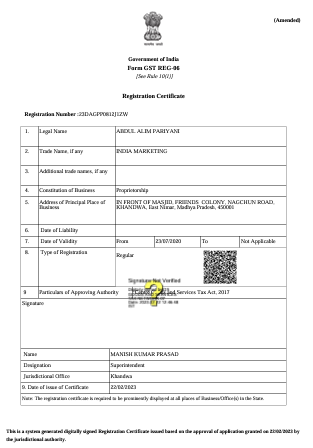 (Amended)
Government of India
Form GST REG-06
[See Rule 10(1)]
Registration Certificate
Registration Number :23DAGPP0812J1ZW
1. Legal Name ABDUL ALIM PARIYANI
2. Trade Name, if any INDIA MARKETING
3. Additional trade names, if any
4. Constitution of Business Proprietorship
5. Address of Principal Place of Business IN FRONT OF MASJID, FRIENDS COLONY, NAGCHUN ROAD,
KHANDWA, East Nimar, Madhya Pradesh, 450001
6. Date of Liability
7. Date of Validity From 23/07/2020 To Not Applicable
8. Type of Registration Regular
Signature Not Verified
9 Particulars of Approving Authority Services Tax Act, 2017
Signature
Name MANISH KUMAR PRASAD
Designation Superintendent
Jurisdictional Office Khandwa
9. Date of issue of Certificate 22/02/2023
Note: The registration certificate is required to be prominently displayed at all places of Business/Office(s) in the State.
This is a system generated digitally signed Registration Certificate issued based on the approval of application granted on 22/02/2023 by
the jurisdictional authority.